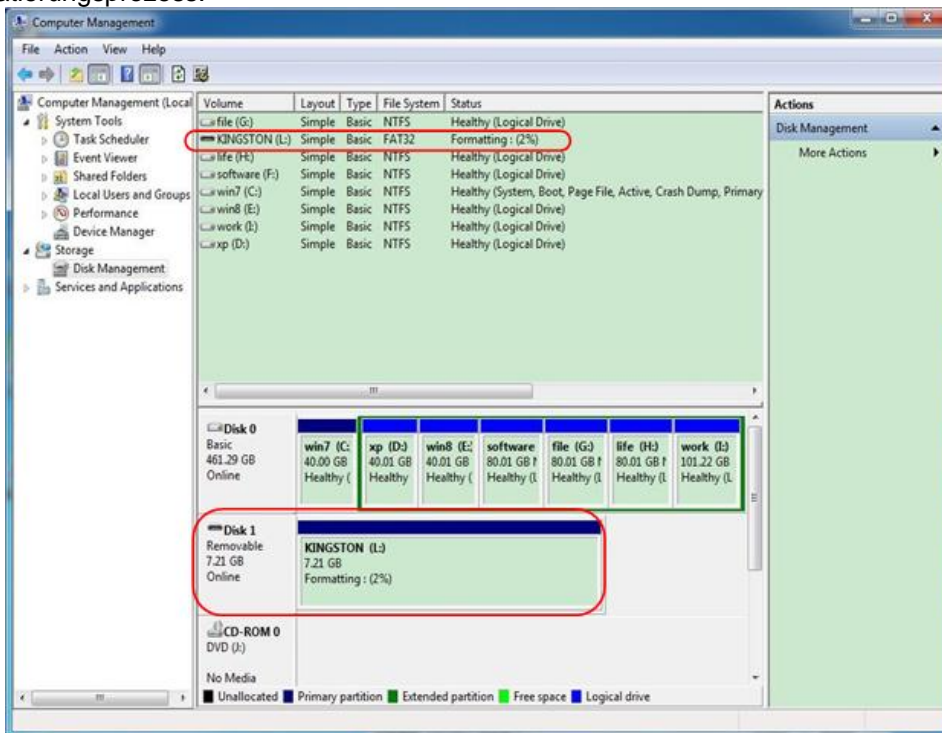 Computer Management
File Action View Help
Computer Management (Local
System Tools
Task Scheduler
Event Viewer
Shared Folders
Local Users and Groups
Performance
Device Manager
Storage
Disk Management
Services and Applications
Volume Layout Type File System Status
file (G:) Simple Basic NTFS Healthy (Logical Drive)
KINGSTON (L:) Simple Basic FAT32 Formatting : (2%)
life (H:) Simple Basic NTFS Healthy (Logical Drive)
software (F:) Simple Basic NTFS Healthy (Logical Drive)
win7 (C:) Simple Basic NTFS Healthy (System, Boot, Page File, Active, Crash Dump, Primary
win8 (E:) Simple Basic NTFS Healthy (Logical Drive)
work (I:) Simple Basic NTFS Healthy (Logical Drive)
xp (D:) Simple Basic NTFS Healthy (Logical Drive)
Actions
Disk Management
More Actions
Disk 0
Basic
461.29 GB
Online
win7 (C:
40.00 GB
Healthy (
xp (D:)
40.01 GB
Healthy
win8 (E:
40.01 GB
Healthy (
software
80.01 GB
Healthy (L
file (G:)
80.01 GB
Healthy (L
life (H:)
80.01 GB
Healthy (L
work (I:)
101.22 GB
Healthy (L
Disk 1
Removable
7.21 GB
Online
KINGSTON (L:)
7.21 GB
Formatting : (2%)
CD-ROM 0
DVD (J:)
No Media
Unallocated Primary partition Extended partition Free space Logical drive